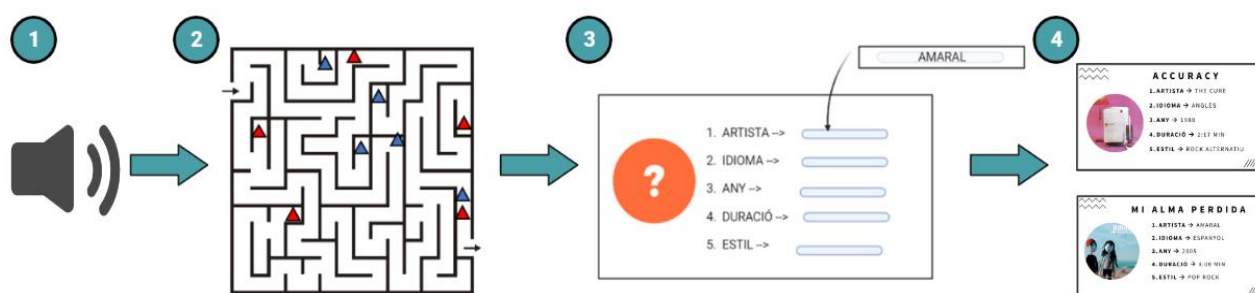 1
2
3
4
AMARAL
?
1. ARTISTA -->
2. IDIOMA -->
3. ANY -->
4. DURACIÓ -->
5. ESTIL -->
ACCURACY
1.ARTISTA → THE CURE
2.IDIOMA → ANGLÈS
3.ANY → 1980
4.DURACIÓ → 2:17 MIN
5.ESTIL → ROCK ALTERNATIU
MI ALMA PERDIDA
1.ARTISTA → AMARAL
2.IDIOMA → ESPANYOL
3.ANY → 2005
4.DURACIÓ → 4:09 MIN
5.ESTIL → POP ROCK